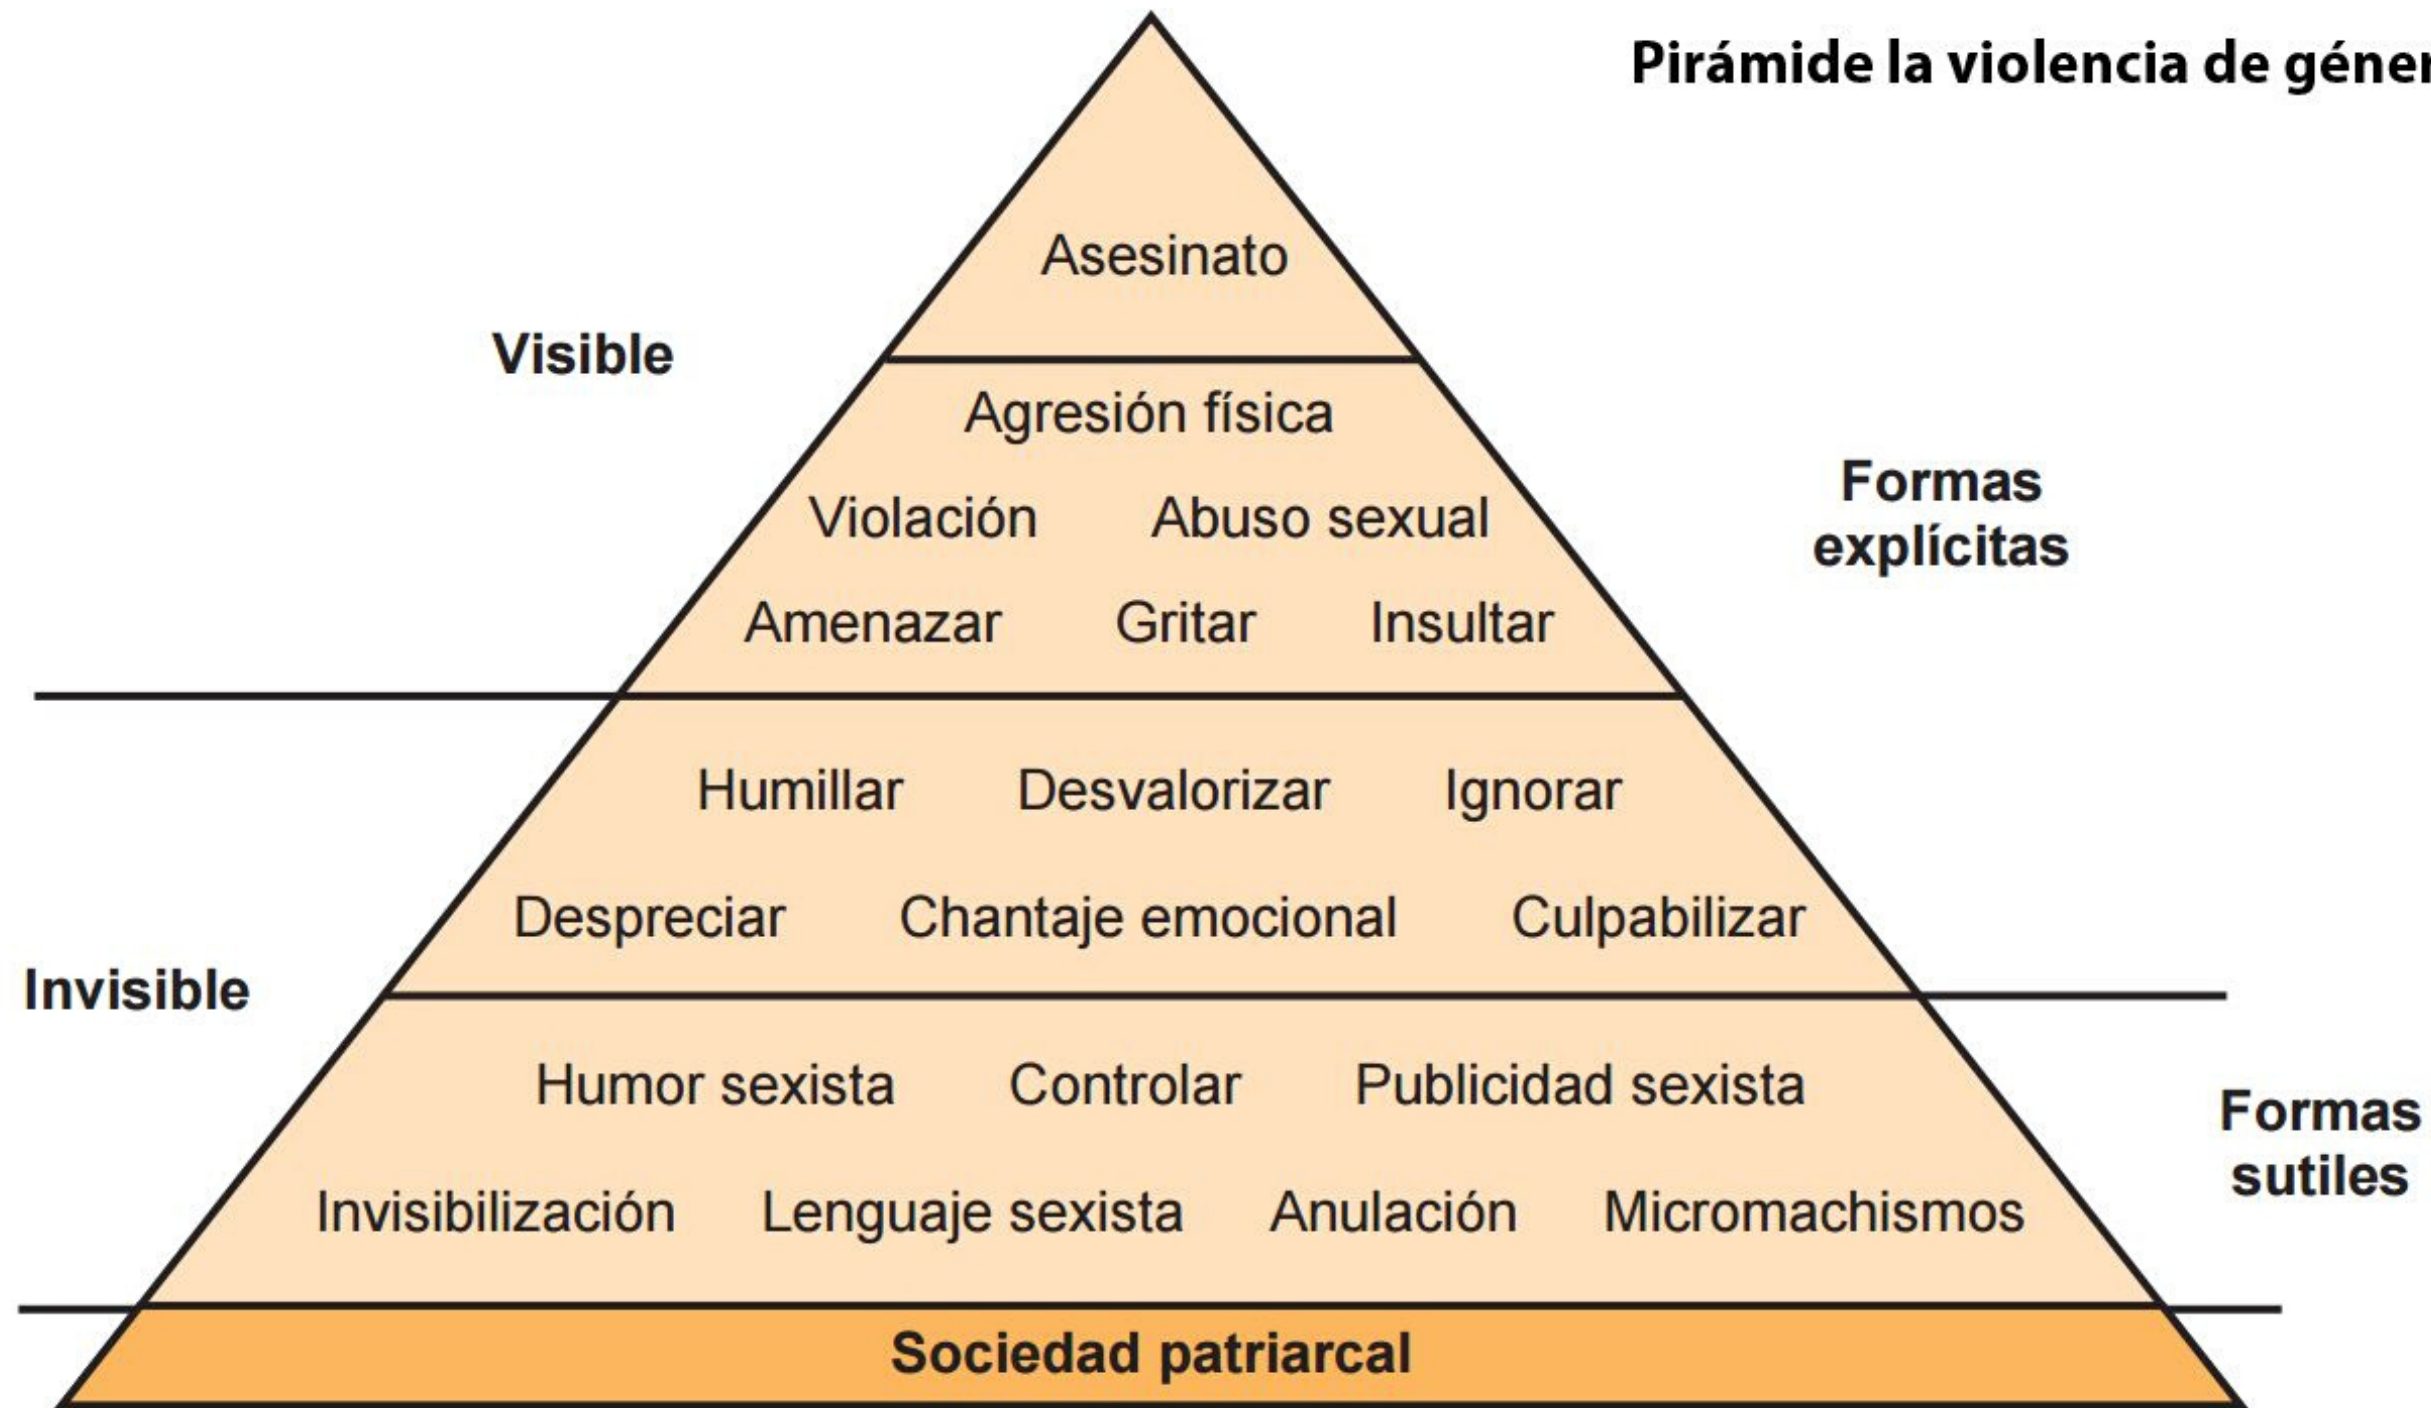 Pirámide la violencia de géner
Asesinato
Visible
Agresión física
Violación Abuso sexual
Formas
explícitas
Amenazar Gritar Insultar
Humillar Desvalorizar Ignorar
Despreciar Chantaje emocional Culpabilizar
Invisible
Humor sexista Controlar Publicidad sexista
Formas
sutiles
Invisibilización Lenguaje sexista Anulación Micromachismos
Sociedad patriarcal